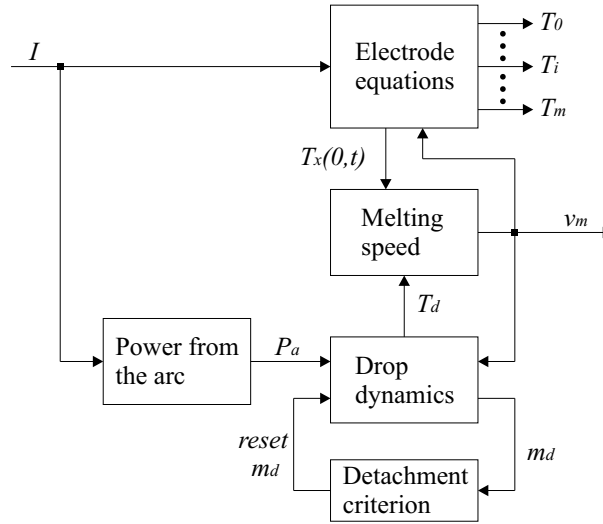 I
Electrode
equations
T0
Ti
Tm
Tx(0,t)
Melting
speed
vm
Td
Power from
the arc
Pa
Drop
dynamics
reset
md
md
Detachment
criterion